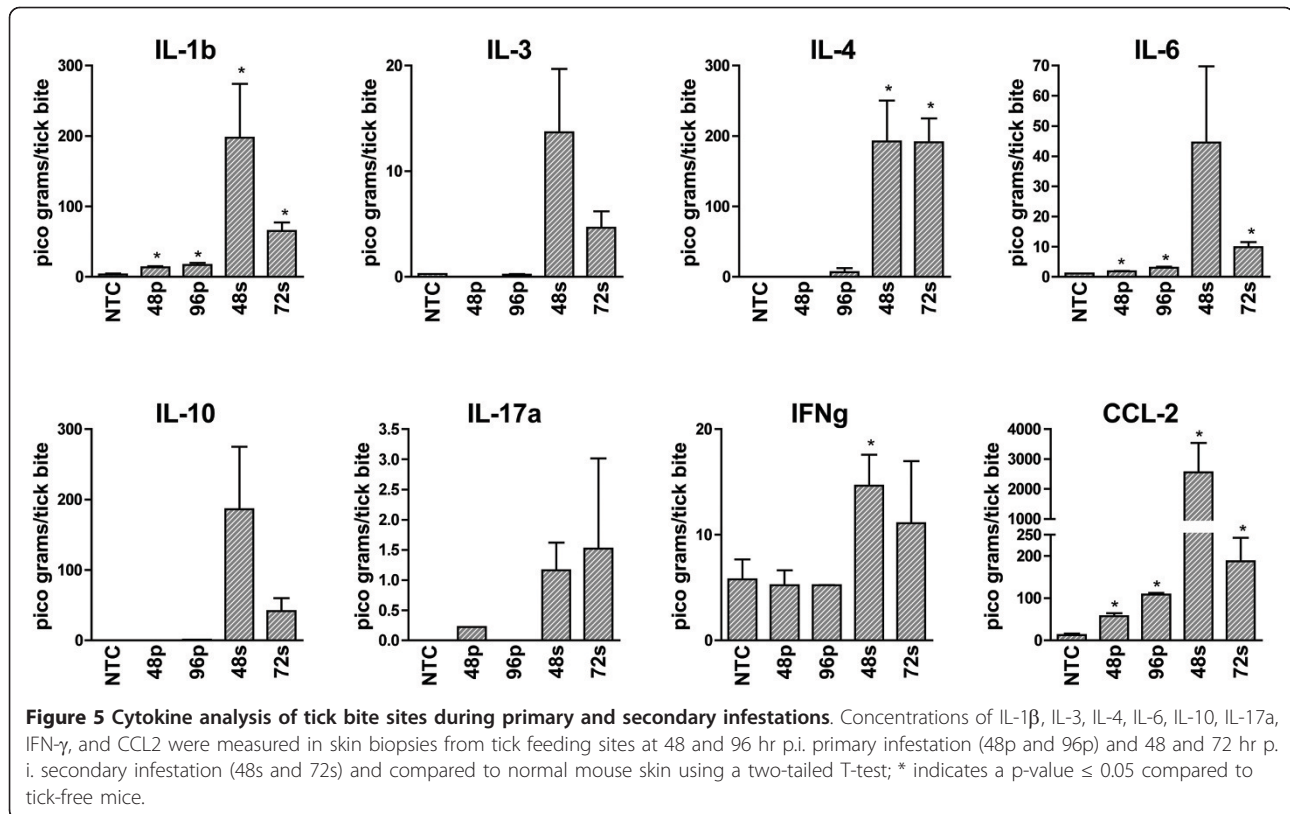 IL-1b
IL-3
IL-4
IL-6
pico grams/tick bite
300
200
100
0
*
*
*
*
NTC
48p
96p
48s
72s
20
10
0
NTC
48p
96p
48s
72s
pico grams/tick bite
300
200
100
0
*
*
NTC
48p
96p
48s
72s
pico grams/tick bite
70
60
50
40
30
20
10
0
*
*
*
NTC
48p
96p
48s
72s
IL-10
IL-17a
IFNg
CCL-2
pico grams/tick bite
300
200
100
0
NTC
48p
96p
48s
72s
pico grams/tick bite
3.5
3.0
2.5
2.0
1.5
1.0
0.5
0.0
NTC
48p
96p
48s
72s
pico grams/tick bite
20
10
0
*
NTC
48p
96p
48s
72s
pico grams/tick bite
4000
3000
2000
1000
250
200
100
0
*
*
*
*
NTC
48p
96p
48s
72s
Figure 5 Cytokine analysis of tick bite sites during primary and secondary infestations. Concentrations of IL-1β, IL-3, IL-4, IL-6, IL-10, IL-17a,
IFN-γ, and CCL2 were measured in skin biopsies from tick feeding sites at 48 and 96 hr p.i. primary infestation (48p and 96p) and 48 and 72 hr p.
i. secondary infestation (48s and 72s) and compared to normal mouse skin using a two-tailed T-test; * indicates a p-value ≤ 0.05 compared to
tick-free mice.